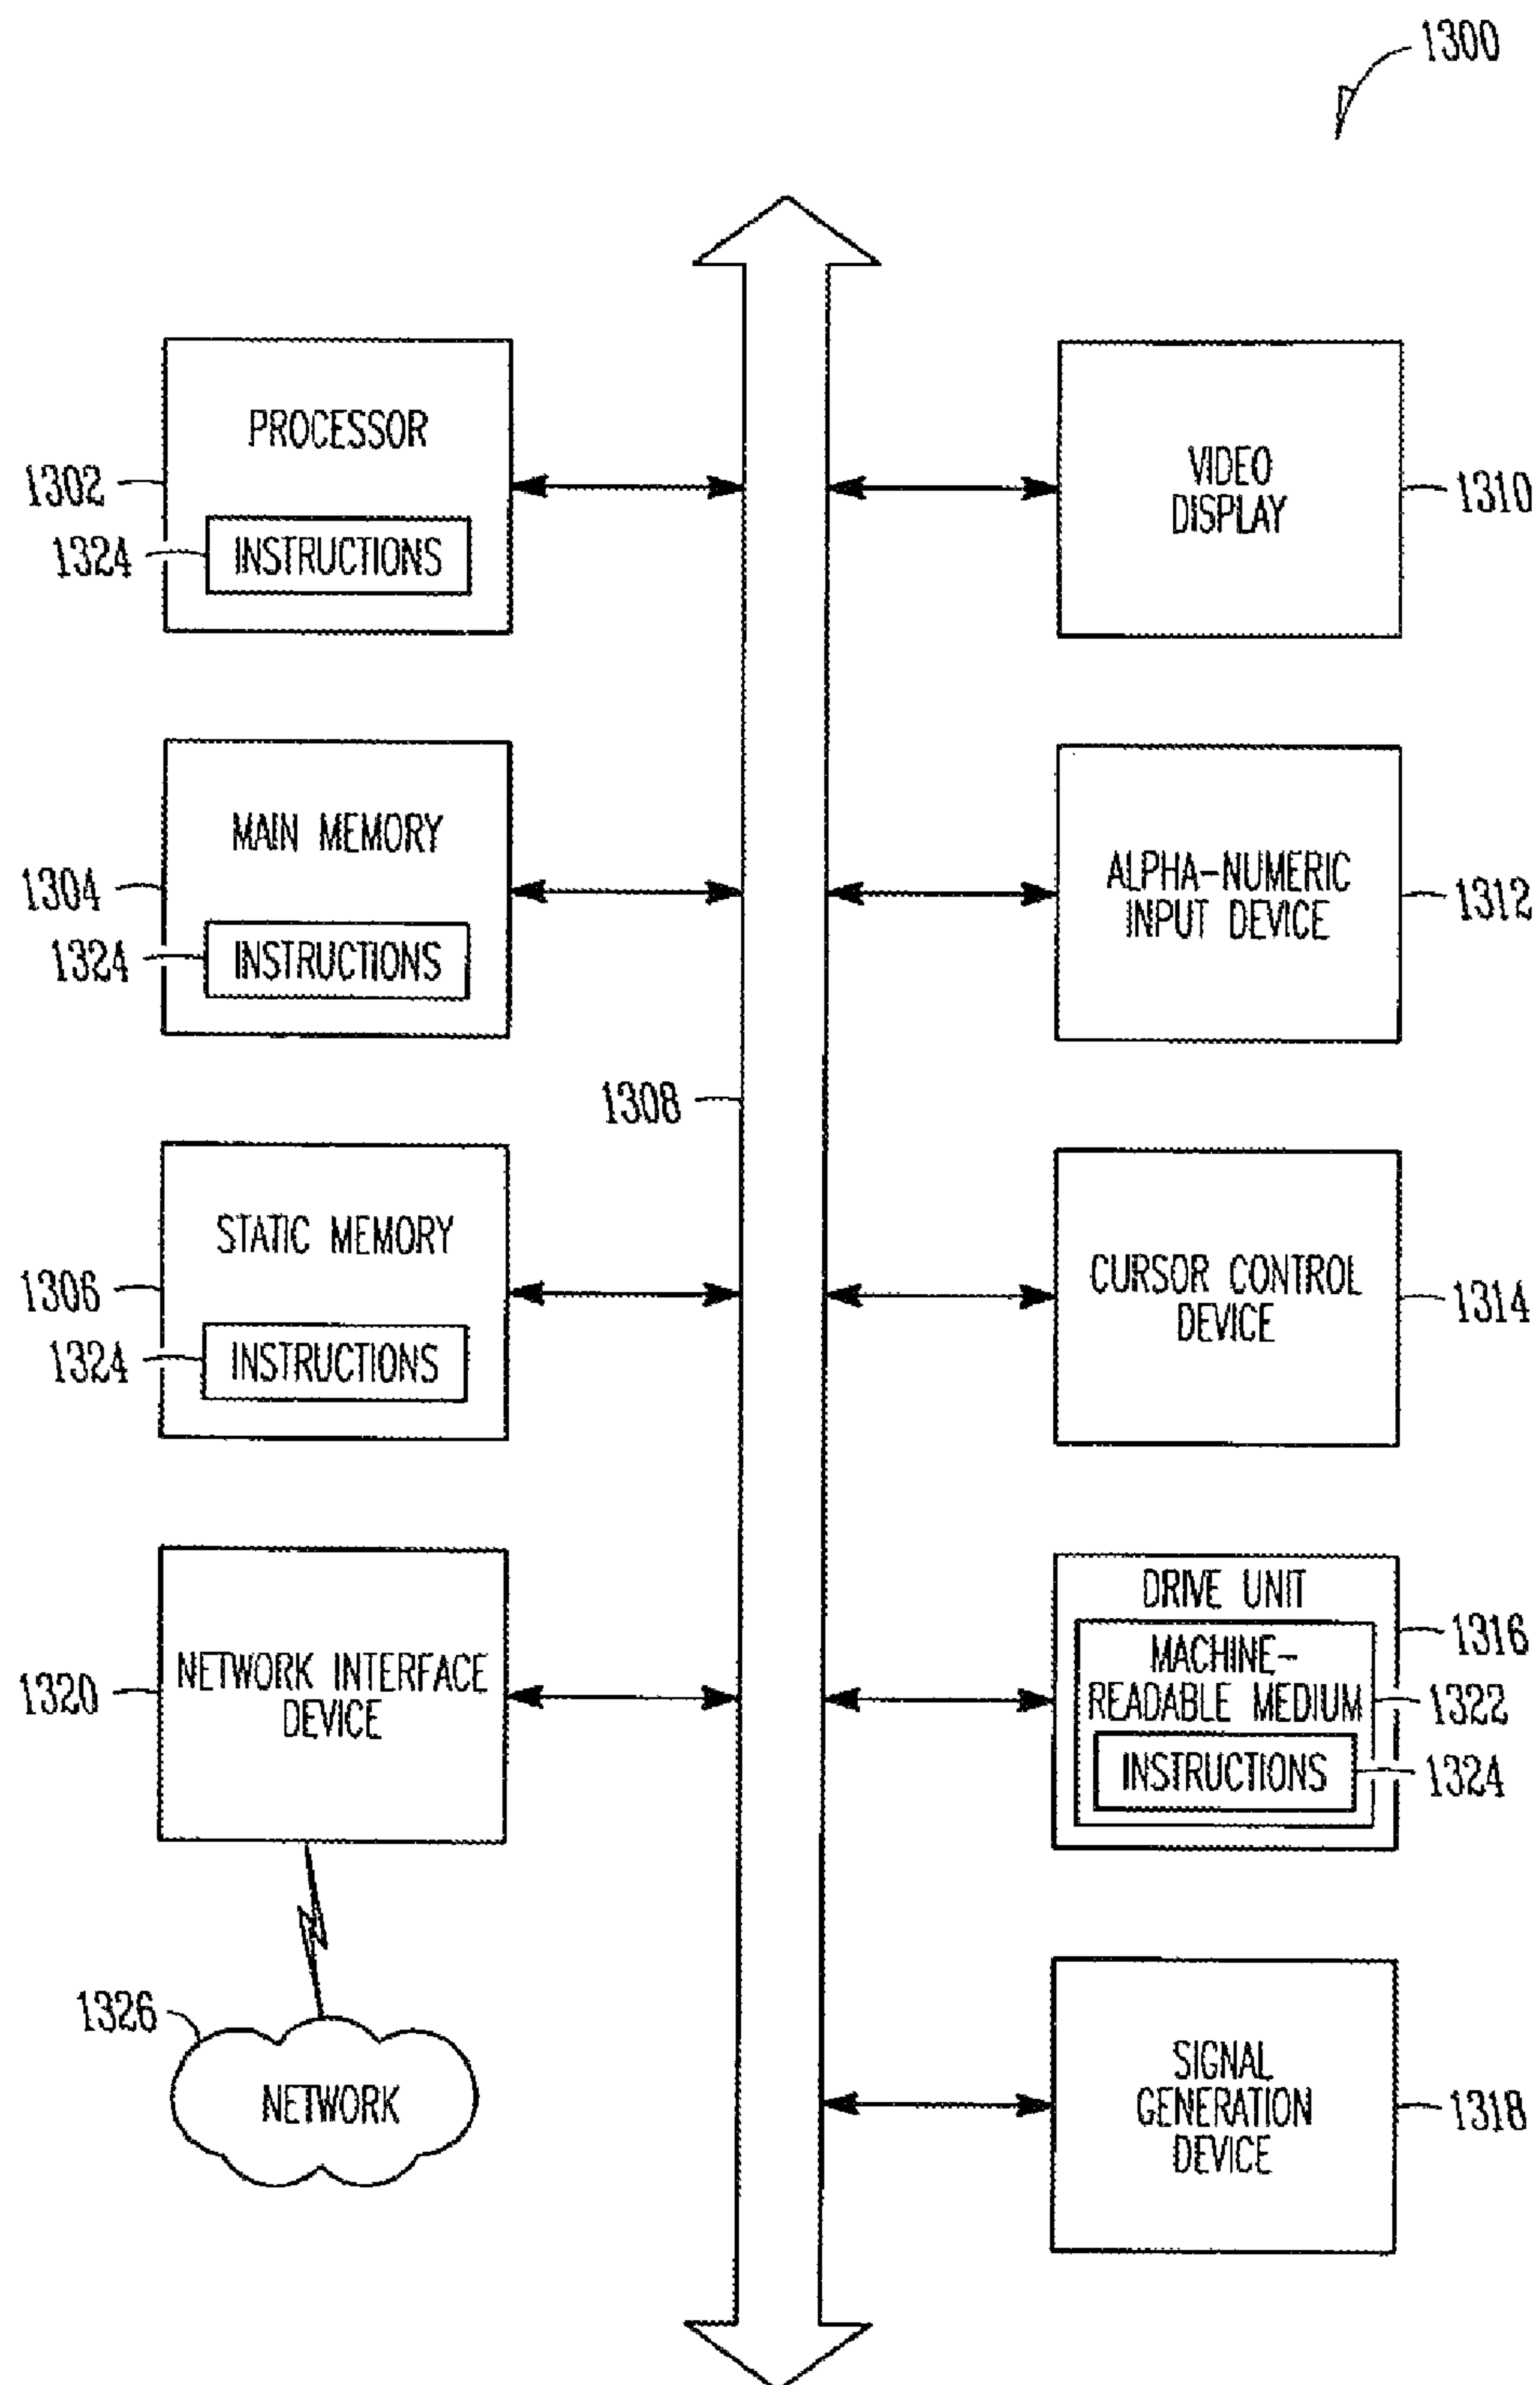 1300
PROCESSOR
1302
1324
INSTRUCTIONS
VIDEO
DISPLAY
1310
MAIN MEMORY
1304
1324
INSTRUCTIONS
ALPHA-NUMERIC
INPUT DEVICE
1312
1308
STATIC MEMORY
1306
1324
INSTRUCTIONS
CURSOR CONTROL
DEVICE
1314
NETWORK INTERFACE
DEVICE
1320
DRIVE UNIT
1316
MACHINE-
READABLE MEDIUM
1322
INSTRUCTIONS
1324
1326
NETWORK
SIGNAL
GENERATION
DEVICE
1318